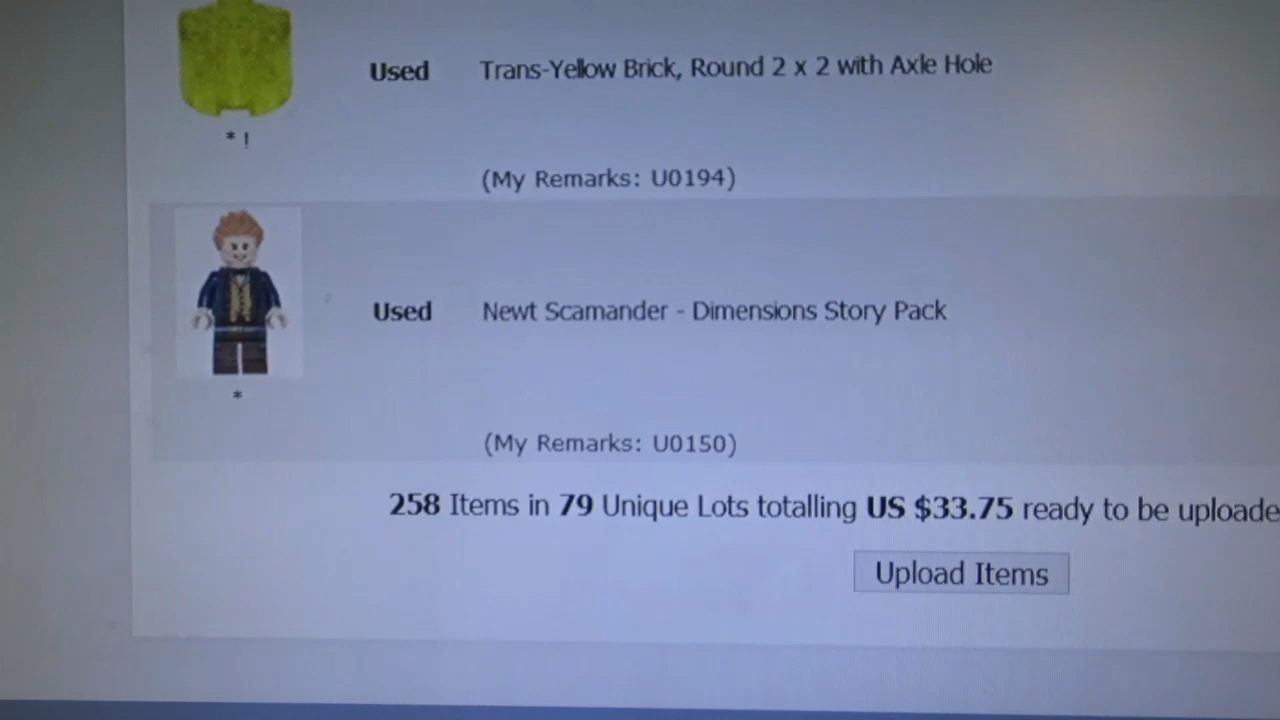 Used Trans-Yellow Brick, Round 2 x 2 with Axle Hole
* !
(My Remarks: U0194)
Used Newt Scamander - Dimensions Story Pack
*
(My Remarks: U0150)
258 Items in 79 Unique Lots totalling US $33.75 ready to be uploade
Upload Items